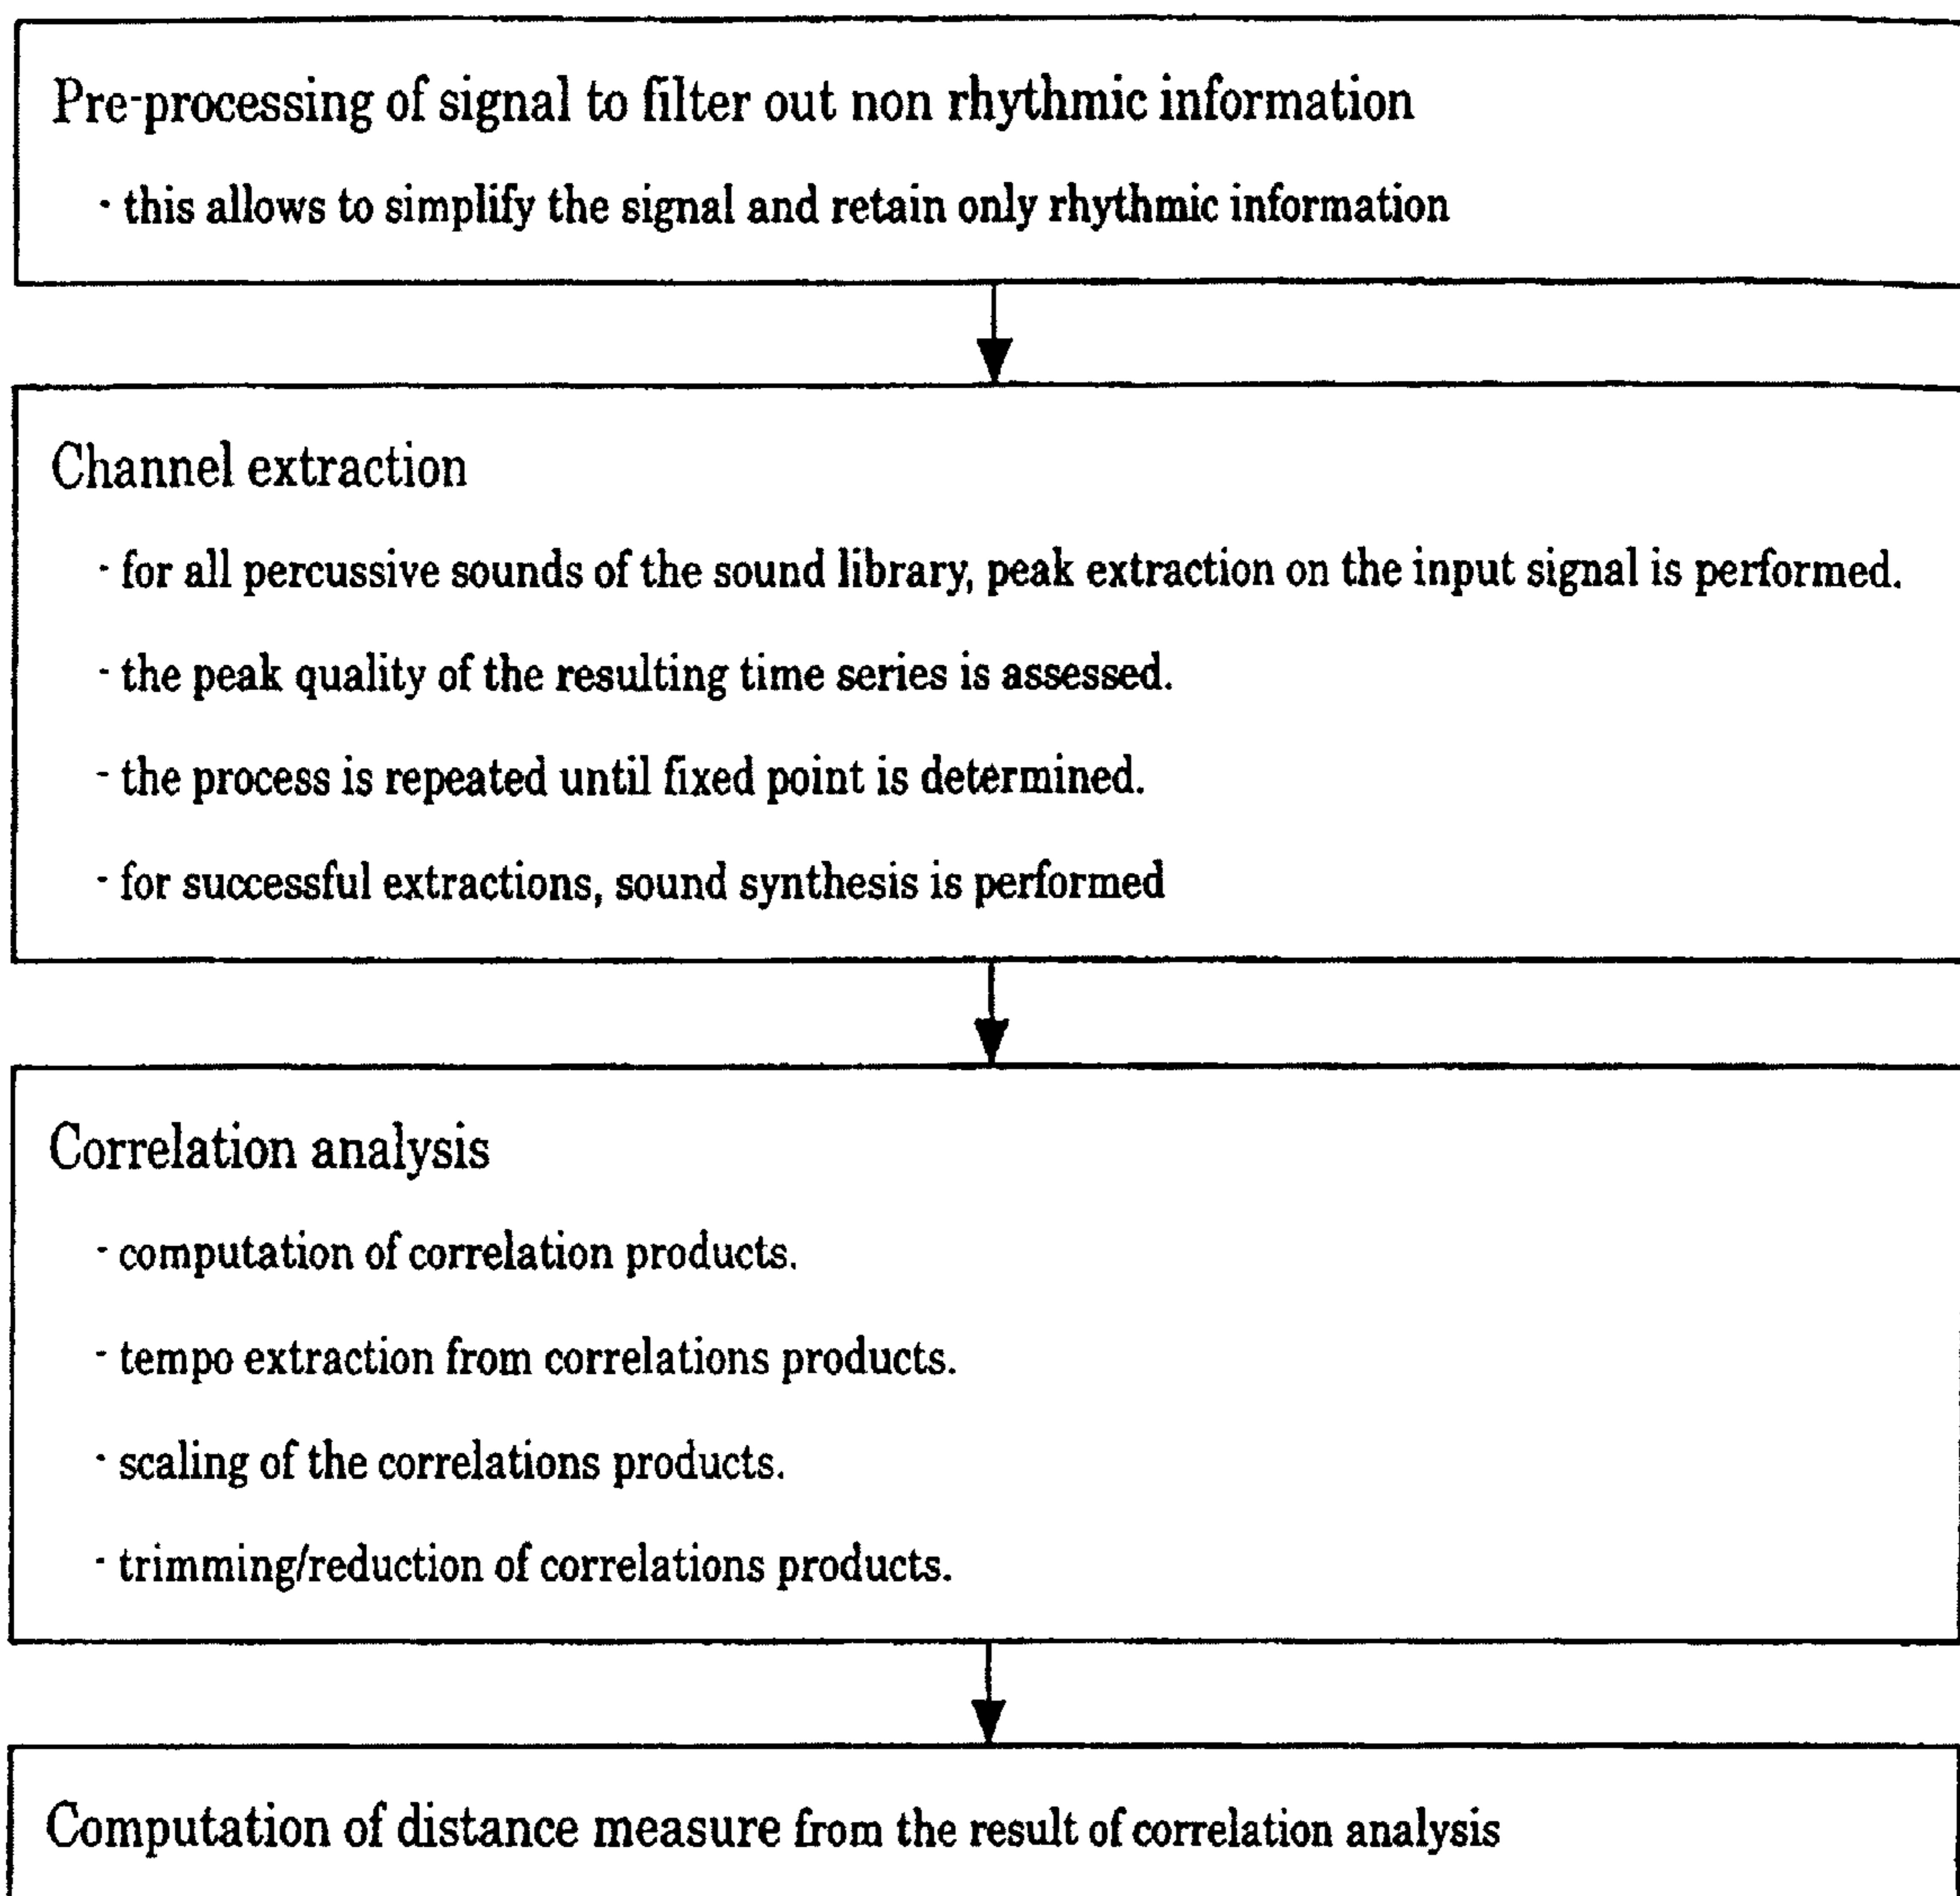 Pre-processing of signal to filter out non rhythmic information
- this allows to simplify the signal and retain only rhythmic information
Channel extraction
- for all percussive sounds of the sound library, peak extraction on the input signal is performed.
- the peak quality of the resulting time series is assessed.
- the process is repeated until fixed point is determined.
- for successful extractions, sound synthesis is performed
Correlation analysis
- computation of correlation products.
- tempo extraction from correlations products.
- scaling of the correlations products.
- trimming/reduction of correlations products.
Computation of distance measure from the result of correlation analysis